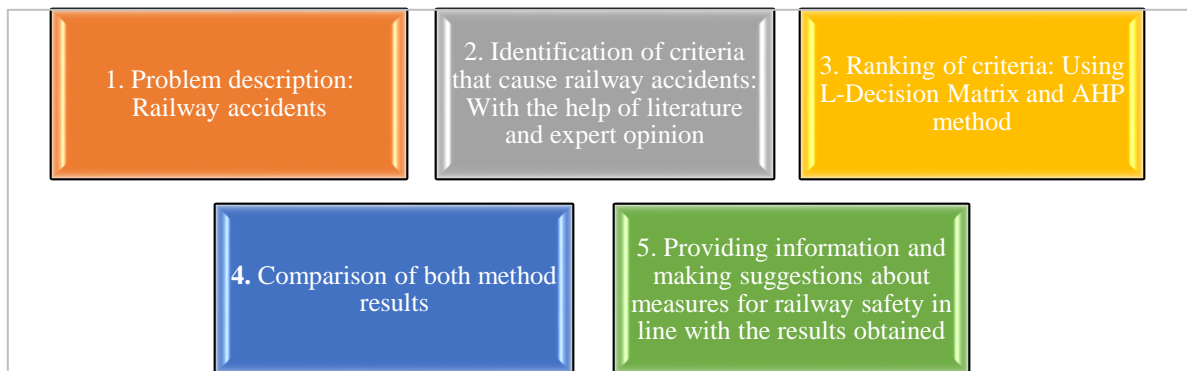 1. Problem description:
Railway accidents
2. Identification of criteria
that cause railway accidents:
With the help of literature
and expert opinion
3. Ranking of criteria: Using
L-Decision Matrix and AHP
method
4. Comparison of both method
results
5. Providing information and
making suggestions about
measures for railway safety in
line with the results obtained